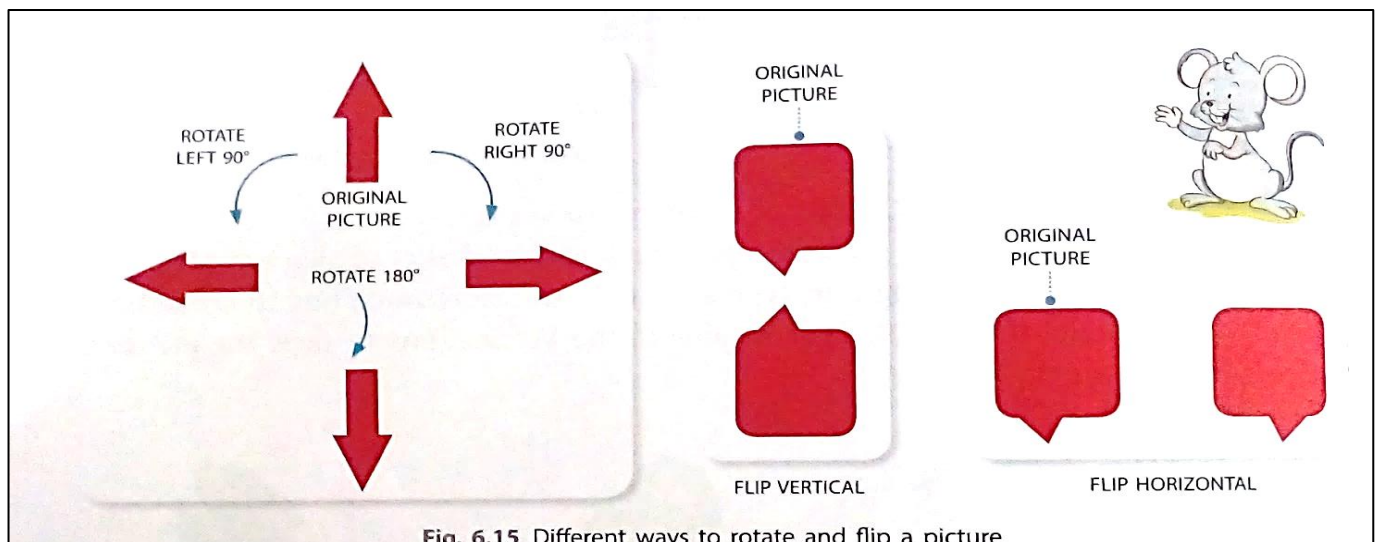 ROTATE
LEFT 90°
ROTATE
RIGHT 90°
ORIGINAL
PICTURE
ROTATE 180°
ORIGINAL
PICTURE
FLIP VERTICAL
ORIGINAL
PICTURE
FLIP HORIZONTAL
Fig. 6.15 Different ways to rotate and flip a picture